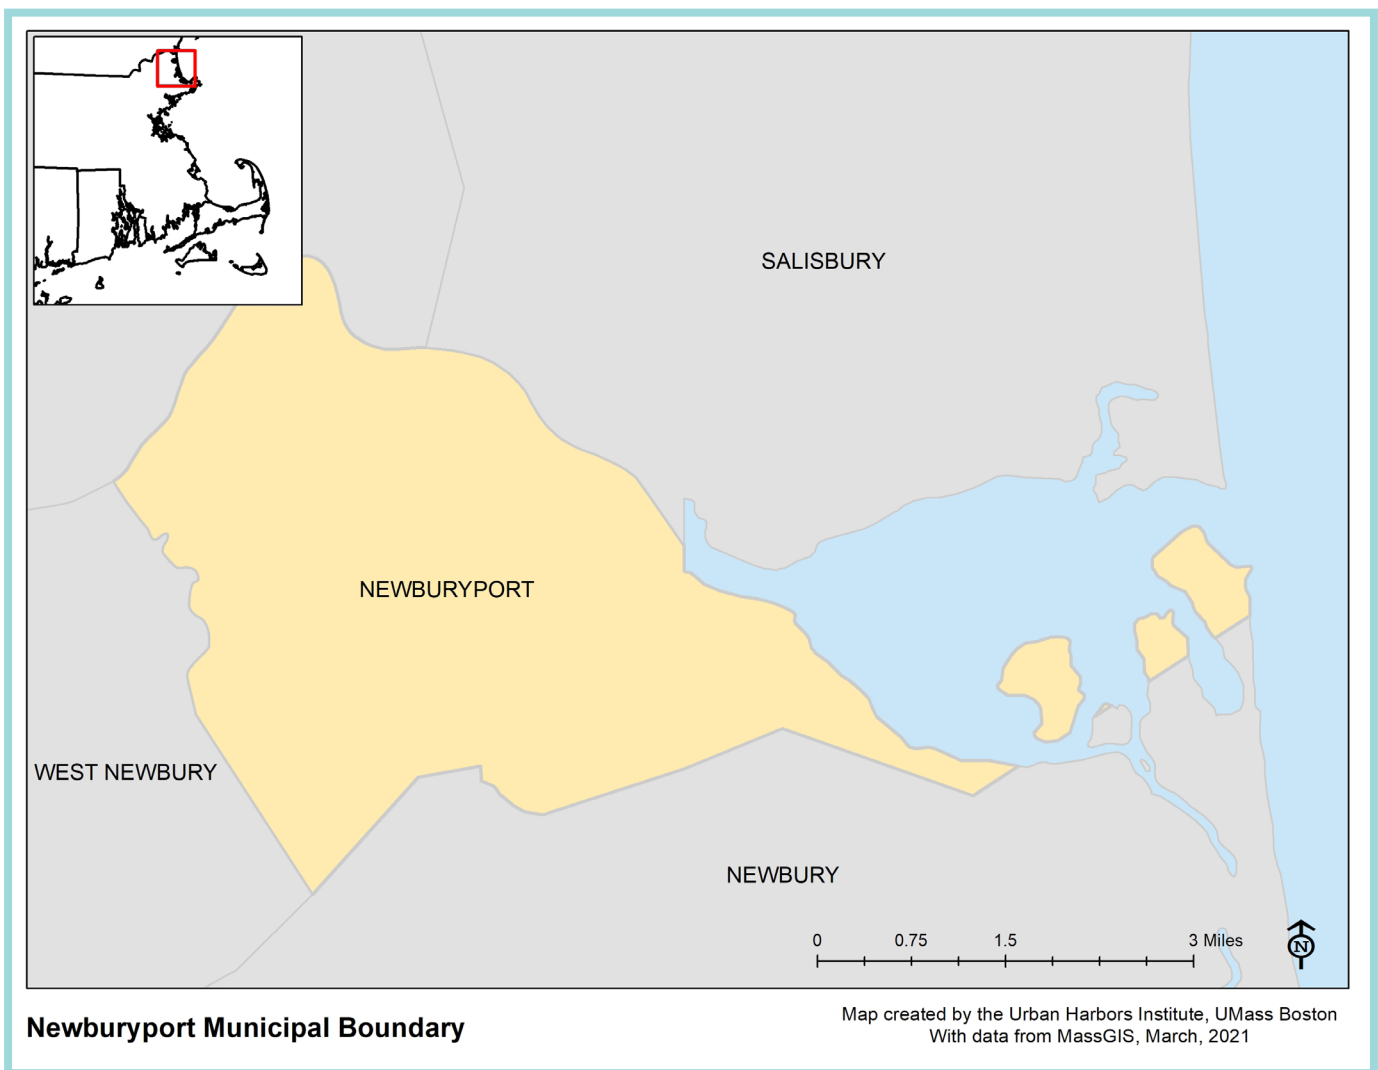 SALISBURY
NEWBURYPORT
WEST NEWBURY
NEWBURY
0 0.75 1.5 3 Miles
N
Newburyport Municipal Boundary
Map created by the Urban Harbors Institute, UMass Boston
With data from MassGIS, March, 2021